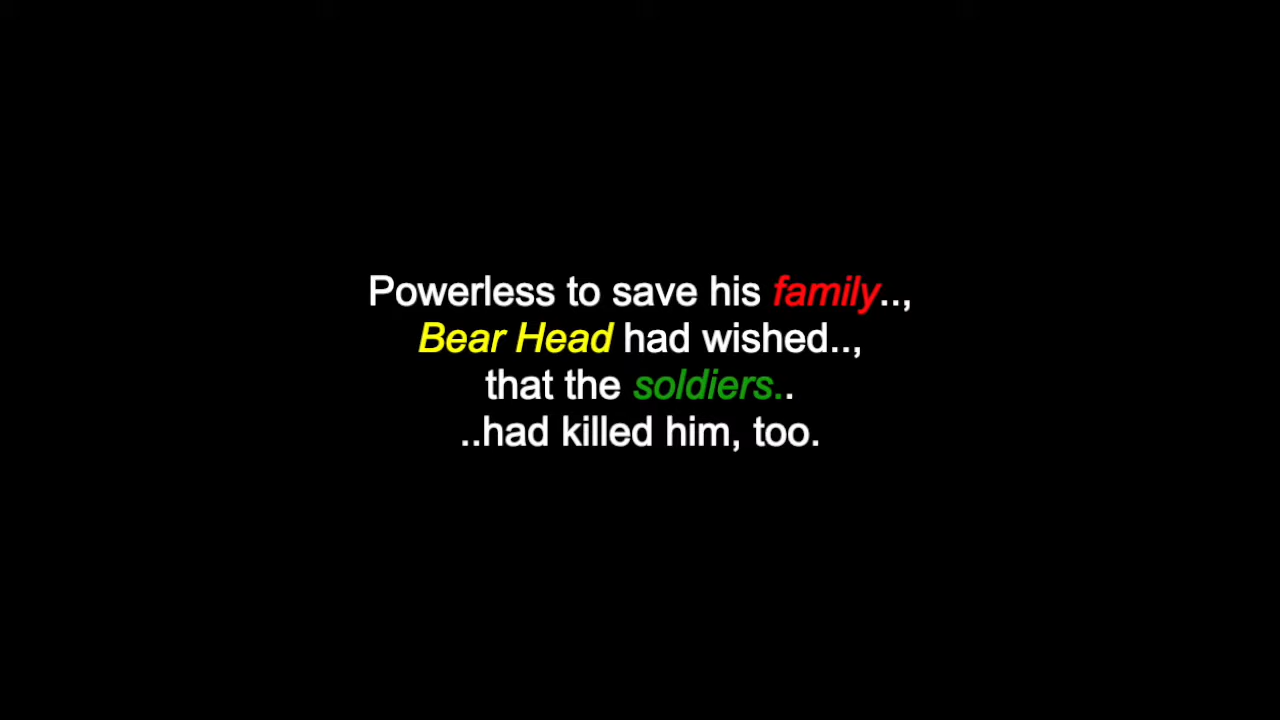 Powerless to save his family..,
Bear Head had wished..,
that the soldiers..
..had killed him, too.